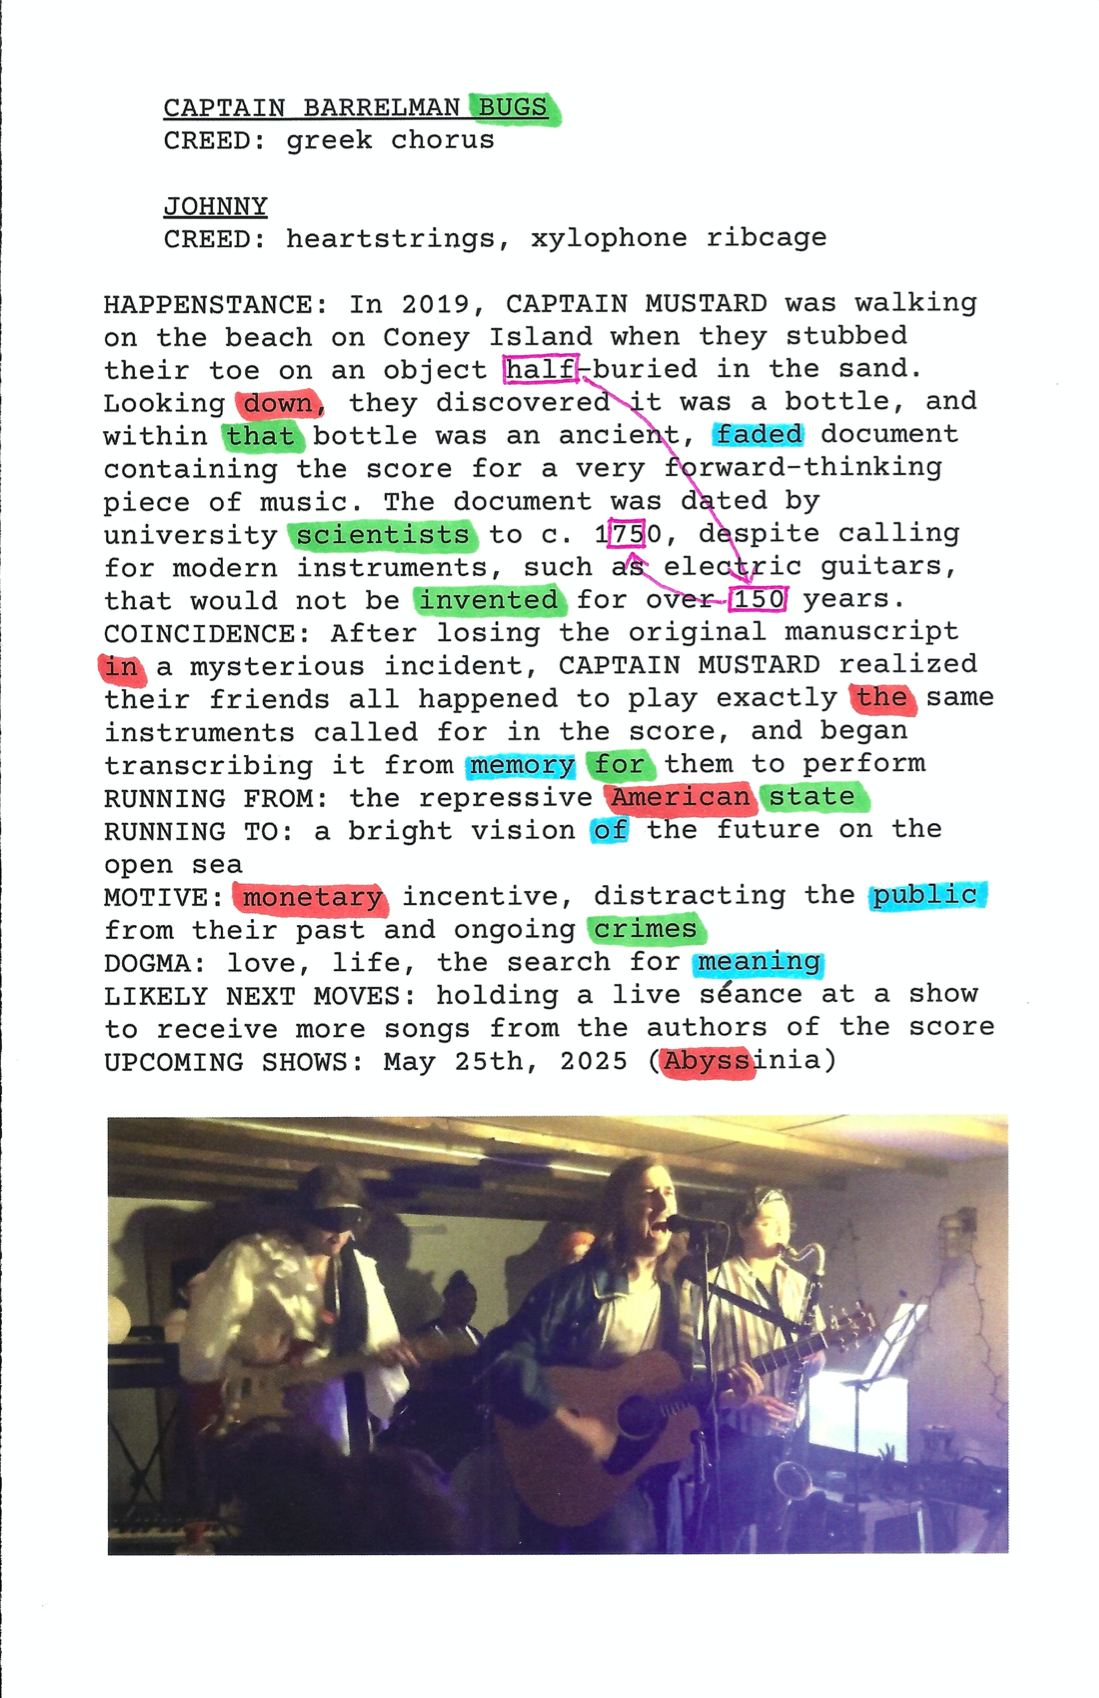 CAPTAIN BARRELMAN BUGS
CREED: greek chorus
JOHNNY
CREED: heartstrings, xylophone ribcage
HAPPENSTANCE: In 2019, CAPTAIN MUSTARD was walking
on the beach on Coney Island when they stubbed
their toe on an object half-buried in the sand.
Looking down, they discovered it was a bottle, and
within that bottle was an ancient, faded document
containing the score for a very forward-thinking
piece of music. The document was dated by
university scientists to c. 1750, despite calling
for modern instruments, such as electric guitars,
that would not be invented for over 150 years.
COINCIDENCE: After losing the original manuscript
in a mysterious incident, CAPTAIN MUSTARD realized
their friends all happened to play exactly the same
instruments called for in the score, and began
transcribing it from memory for them to perform
RUNNING FROM: the repressive American state
RUNNING TO: a bright vision of the future on the
open sea
MOTIVE: monetary incentive, distracting the public
from their past and ongoing crimes
DOGMA: love, life, the search for meaning
LIKELY NEXT MOVES: holding a live séance at a show
to receive more songs from the authors of the score
UPCOMING SHOWS: May 25th, 2025 (Abyssinia)